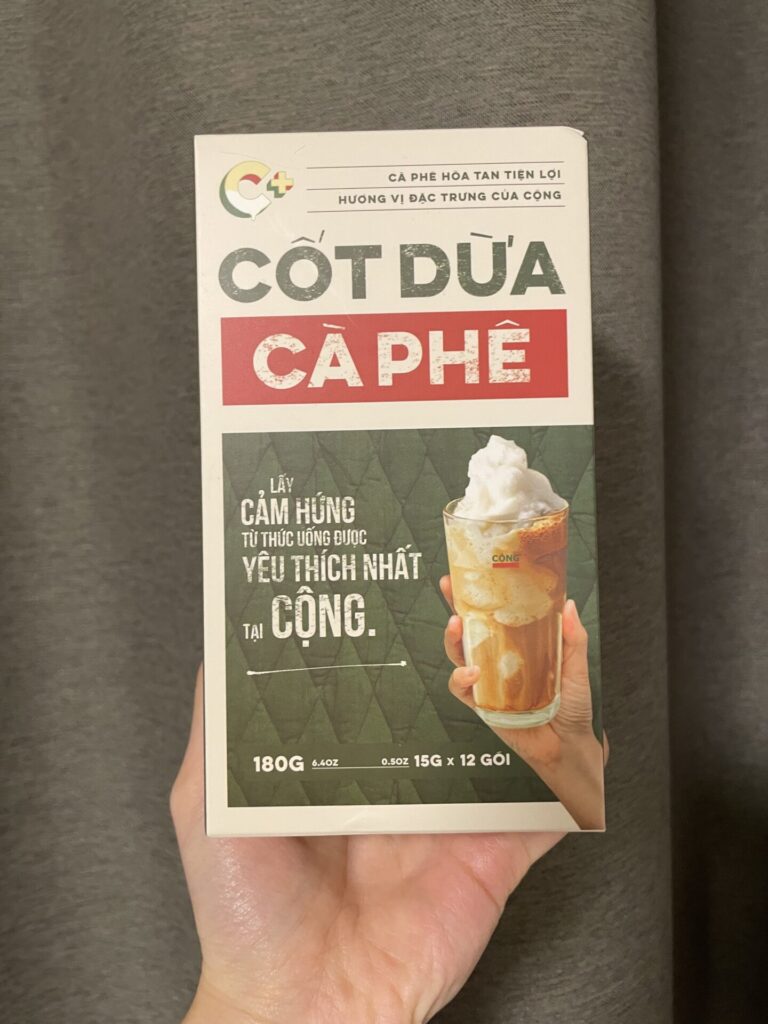 C+
CÀ PHÊ HÒA TAN TIỆN LỢI
HƯƠNG VỊ ĐẶC TRƯNG CỦA CỘNG
CỐT DỪA
CÀ PHÊ
LẤY
CẢM HỨNG
TỪ THỨC UỐNG ĐƯỢC
YÊU THÍCH NHẤT
TẠI CỘNG.
CỘNG
180G 6.4OZ 0.5OZ 15G x 12 GÓI